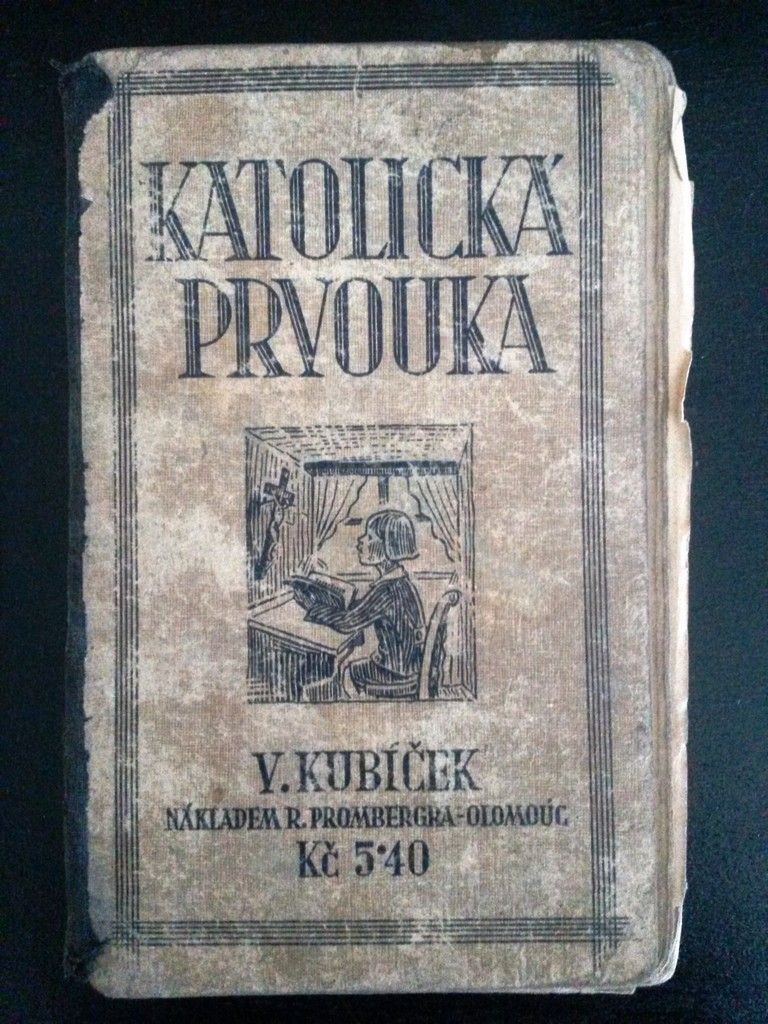 KATOLICKÁ
PRVOUKA
V. KUBÍČEK
NÁKLADEM R. PROMBERGRA-OLOMOUC
Kč 5·40